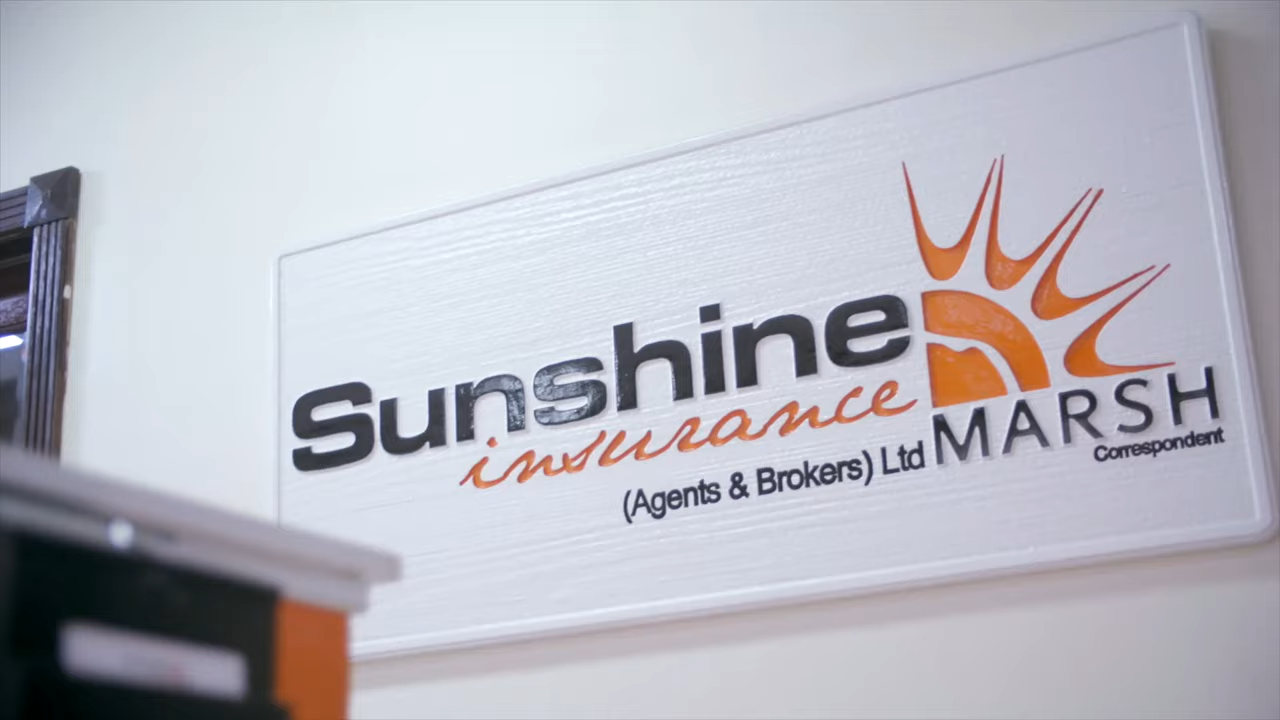 Sunshine
insurance
(Agents & Brokers) Ltd
MARSH
Correspondent